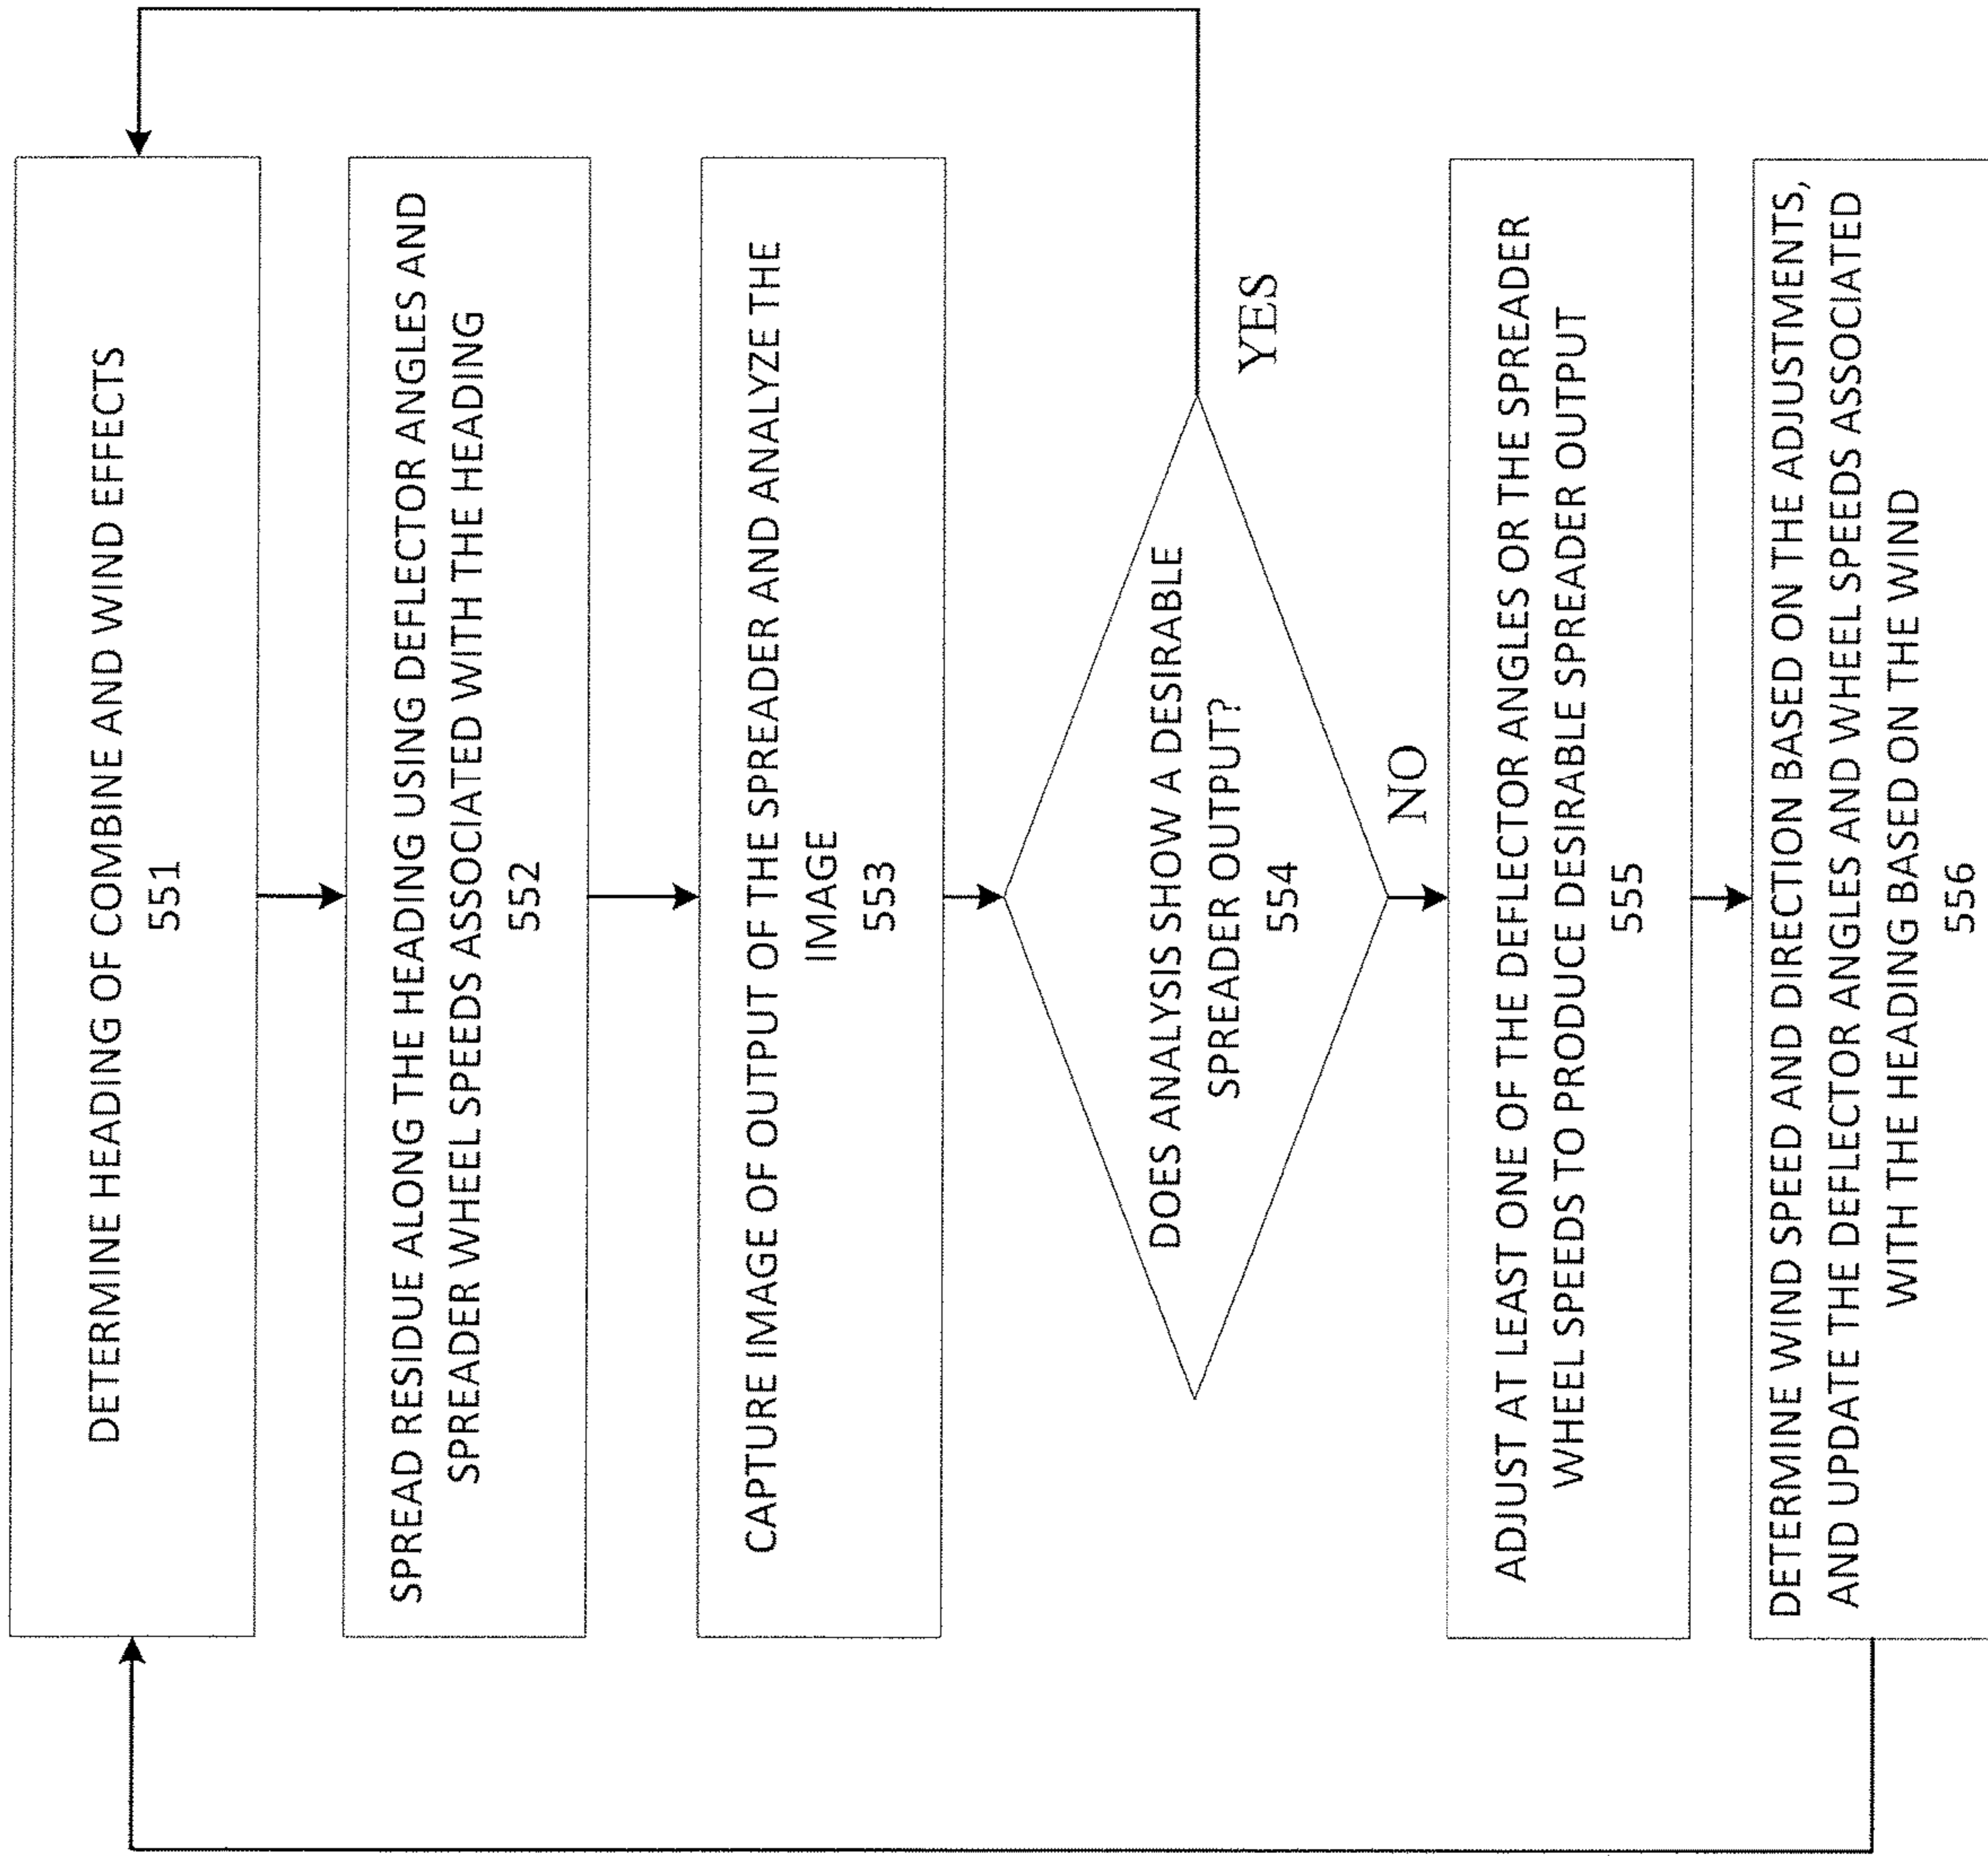 DETERMINE HEADING OF COMBINE AND WIND EFFECTS
551
SPREAD RESIDUE ALONG THE HEADING USING DEFLECTOR ANGLES AND
SPREADER WHEEL SPEEDS ASSOCIATED WITH THE HEADING
552
CAPTURE IMAGE OF OUTPUT OF THE SPREADER AND ANALYZE THE
IMAGE
553
DOES ANALYSIS SHOW A DESIRABLE
SPREADER OUTPUT?
554
YES
NO
ADJUST AT LEAST ONE OF THE DEFLECTOR ANGLES OR THE SPREADER
WHEEL SPEEDS TO PRODUCE DESIRABLE SPREADER OUTPUT
555
DETERMINE WIND SPEED AND DIRECTION BASED ON THE ADJUSTMENTS,
AND UPDATE THE DEFLECTOR ANGLES AND WHEEL SPEEDS ASSOCIATED
WITH THE HEADING BASED ON THE WIND
556